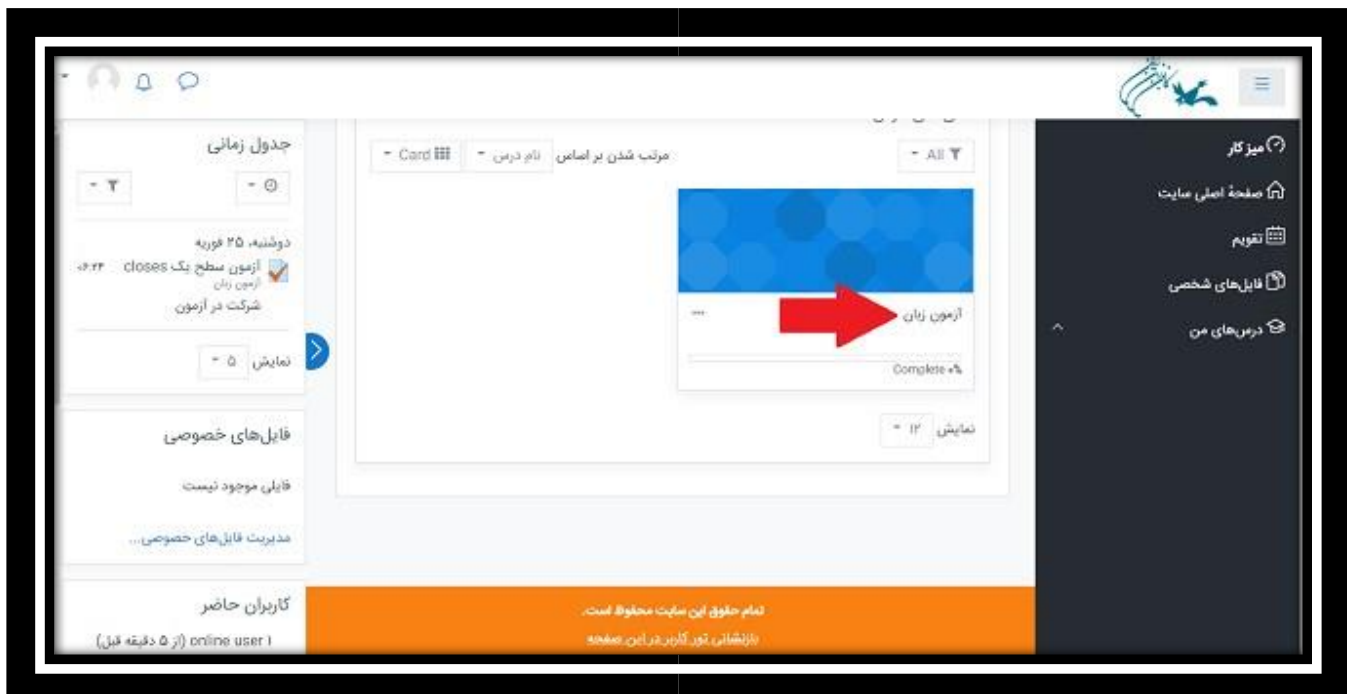 میز کار
صفحهٔ اصلی سایت
تقویم
فایل‌های شخصی
درس‌های من
All
مرتب شدن بر اساس
نام درس
Card
آزمون زبان
Complete ۰%
نمایش ۱۲
جدول زمانی
دوشنبه، ۲۵ فوریه
آزمون سطح یک closes
آزمون زبان
شرکت در آزمون
نمایش ۵
فایل‌های خصوصی
فایلی موجود نیست
مدیریت فایل‌های خصوصی...
کاربران حاضر
۱ online user (از ۵ دقیقه قبل)
تمام حقوق این سایت محفوظ است.
بازنشانی تور کاربر در این صفحه